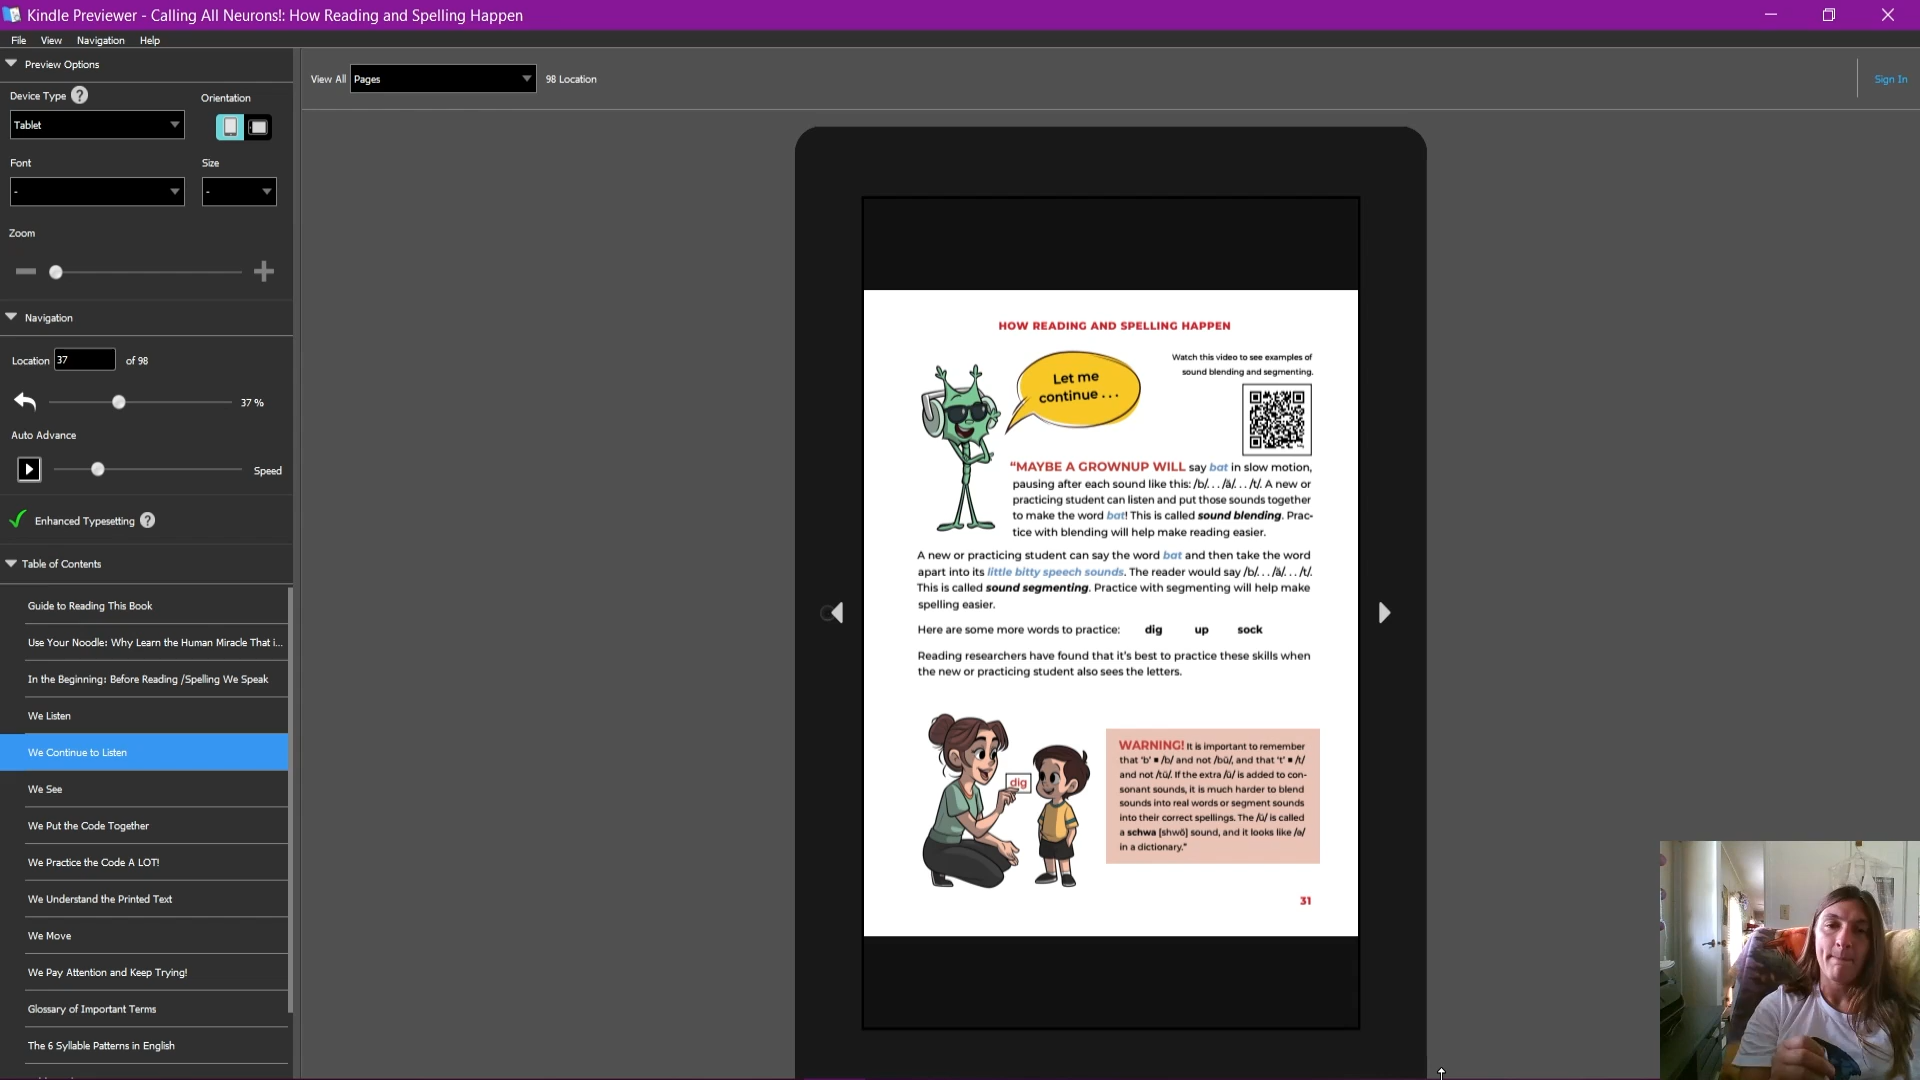 Kindle Previewer - Calling All Neurons!: How Reading and Spelling Happen
File View Navigation Help
Preview Options
Device Type ?
Orientation
Tablet
Font
Size
-
-
Zoom
Navigation
Location 37 of 98
37 %
Auto Advance
Speed
Enhanced Typesetting ?
Table of Contents
Guide to Reading This Book
Use Your Noodle: Why Learn the Human Miracle That i...
In the Beginning: Before Reading /Spelling We Speak
We Listen
We Continue to Listen
We See
We Put the Code Together
We Practice the Code A LOT!
We Understand the Printed Text
We Move
We Pay Attention and Keep Trying!
Glossary of Important Terms
The 6 Syllable Patterns in English
View All Pages 98 Location
Sign In
HOW READING AND SPELLING HAPPEN
Let me
continue . . .
Watch this video to see examples of
sound blending and segmenting.
“MAYBE A GROWNUP WILL say bat in slow motion,
pausing after each sound like this: /b/. . . /ă/. . . /t/. A new or
practicing student can listen and put those sounds together
to make the word bat! This is called sound blending. Prac-
tice with blending will help make reading easier.
A new or practicing student can say the word bat and then take the word
apart into its little bitty speech sounds. The reader would say /b/. . . /ă/. . . /t/.
This is called sound segmenting. Practice with segmenting will help make
spelling easier.
Here are some more words to practice: dig up sock
Reading researchers have found that it’s best to practice these skills when
the new or practicing student also sees the letters.
dig
WARNING! It is important to remember
that ‘b’ = /b/ and not /bŭ/, and that ‘t’ = /t/
and not /tŭ/. If the extra /ŭ/ is added to con-
sonant sounds, it is much harder to blend
sounds into real words or segment sounds
into their correct spellings. The /ŭ/ is called
a schwa [shwŏ] sound, and it looks like /ə/
in a dictionary.”
31